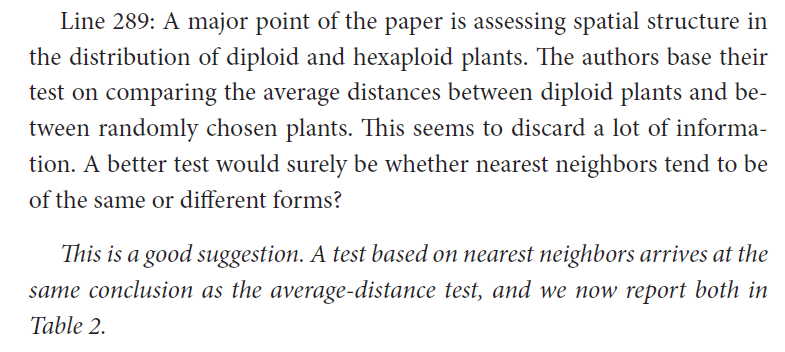 Line 289: A major point of the paper is assessing spatial structure in
the distribution of diploid and hexaploid plants. The authors base their
test on comparing the average distances between diploid plants and be-
tween randomly chosen plants. This seems to discard a lot of informa-
tion. A better test would surely be whether nearest neighbors tend to be
of the same or different forms?
This is a good suggestion. A test based on nearest neighbors arrives at the
same conclusion as the average-distance test, and we now report both in
Table 2.